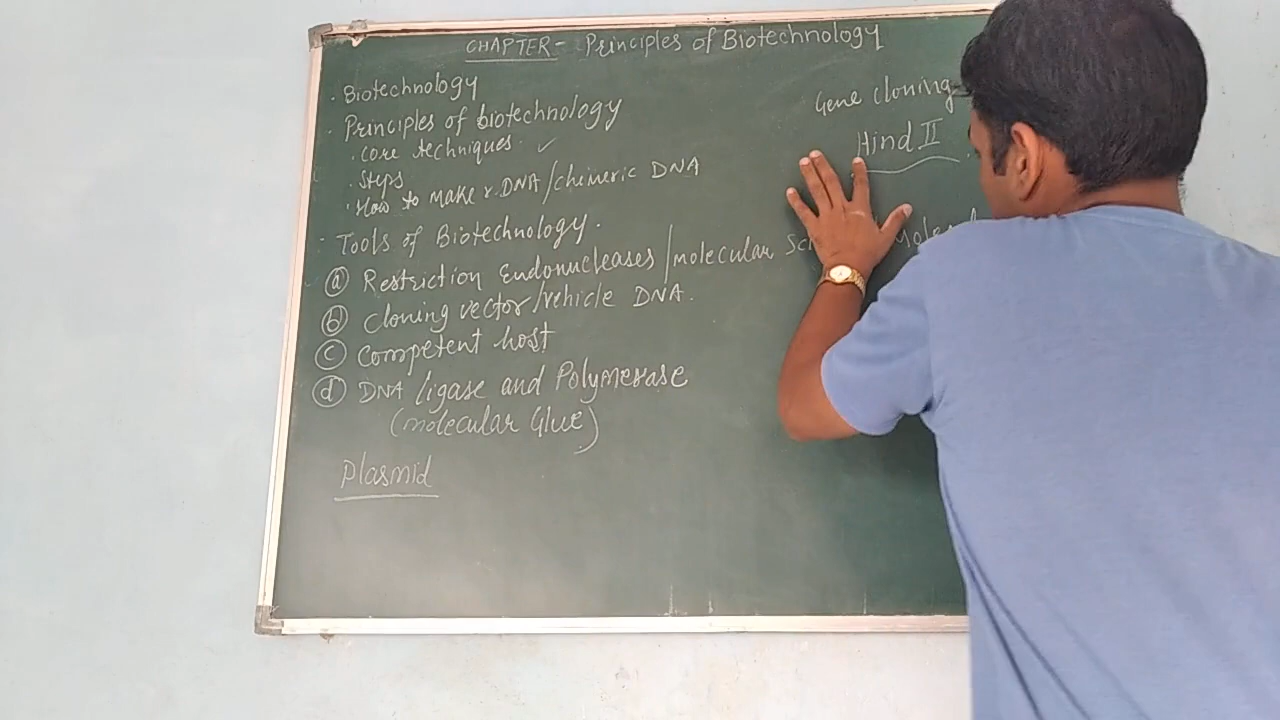 CHAPTER - Principles of Biotechnology
· Biotechnology
· Principles of biotechnology
· Core techniques. ✓
· Steps
· How to make r.DNA/chimeric DNA
- Tools of Biotechnology.
(a) Restriction Endonucleases/molecular
(b) Cloning vector/vehicle DNA.
(c) Competent host
(d) DNA ligase and Polymerase
(molecular Glue)
Plasmid
Gene cloning
Hind II